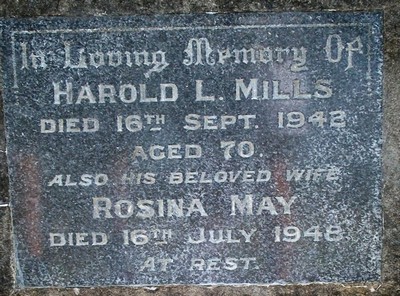 In Loving Memory Of
HAROLD L. MILLS
DIED 16TH SEPT. 1942
AGED 70.
ALSO HIS BELOVED WIFE
ROSINA MAY
DIED 16TH JULY 1948
AT REST.